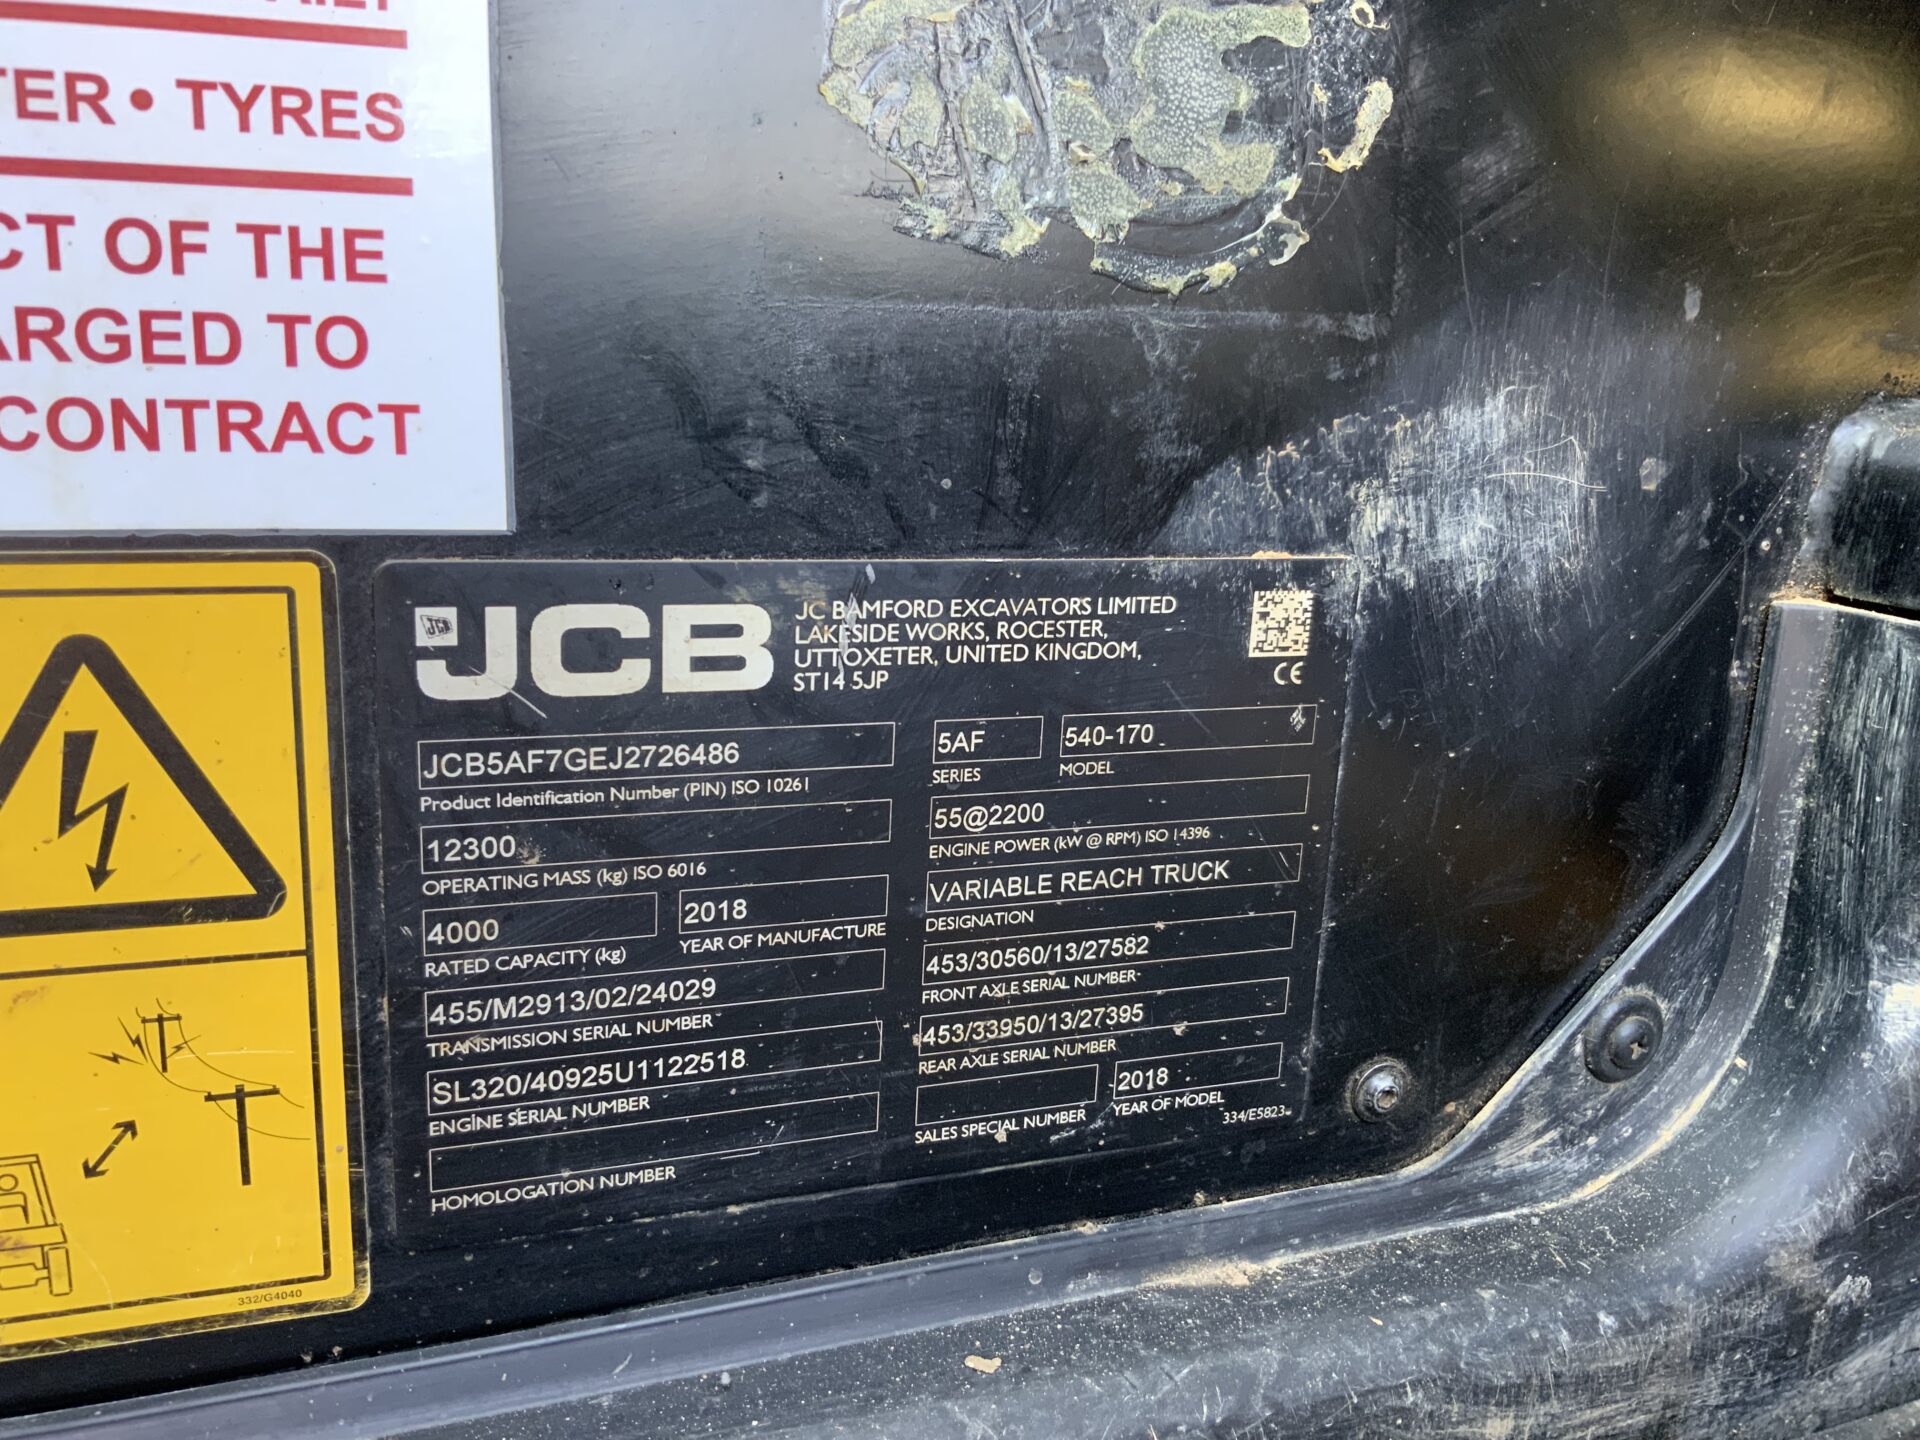 TER • TYRES
CT OF THE
ARGED TO
CONTRACT
332/G4040
JCB
JC BAMFORD EXCAVATORS LIMITED
LAKESIDE WORKS, ROCESTER,
UTTOXETER, UNITED KINGDOM,
ST14 5JP
CE
JCB5AF7GEJ2726486
Product Identification Number (PIN) ISO 10261
12300
OPERATING MASS (kg) ISO 6016
4000
RATED CAPACITY (kg)
2018
YEAR OF MANUFACTURE
455/M2913/02/24029
TRANSMISSION SERIAL NUMBER
SL320/40925U1122518
ENGINE SERIAL NUMBER
HOMOLOGATION NUMBER
5AF
SERIES
540-170
MODEL
55@2200
ENGINE POWER (kW @ RPM) ISO 14396
VARIABLE REACH TRUCK
DESIGNATION
453/30560/13/27582
FRONT AXLE SERIAL NUMBER
453/33950/13/27395
REAR AXLE SERIAL NUMBER
SALES SPECIAL NUMBER
2018
YEAR OF MODEL
334/E5823